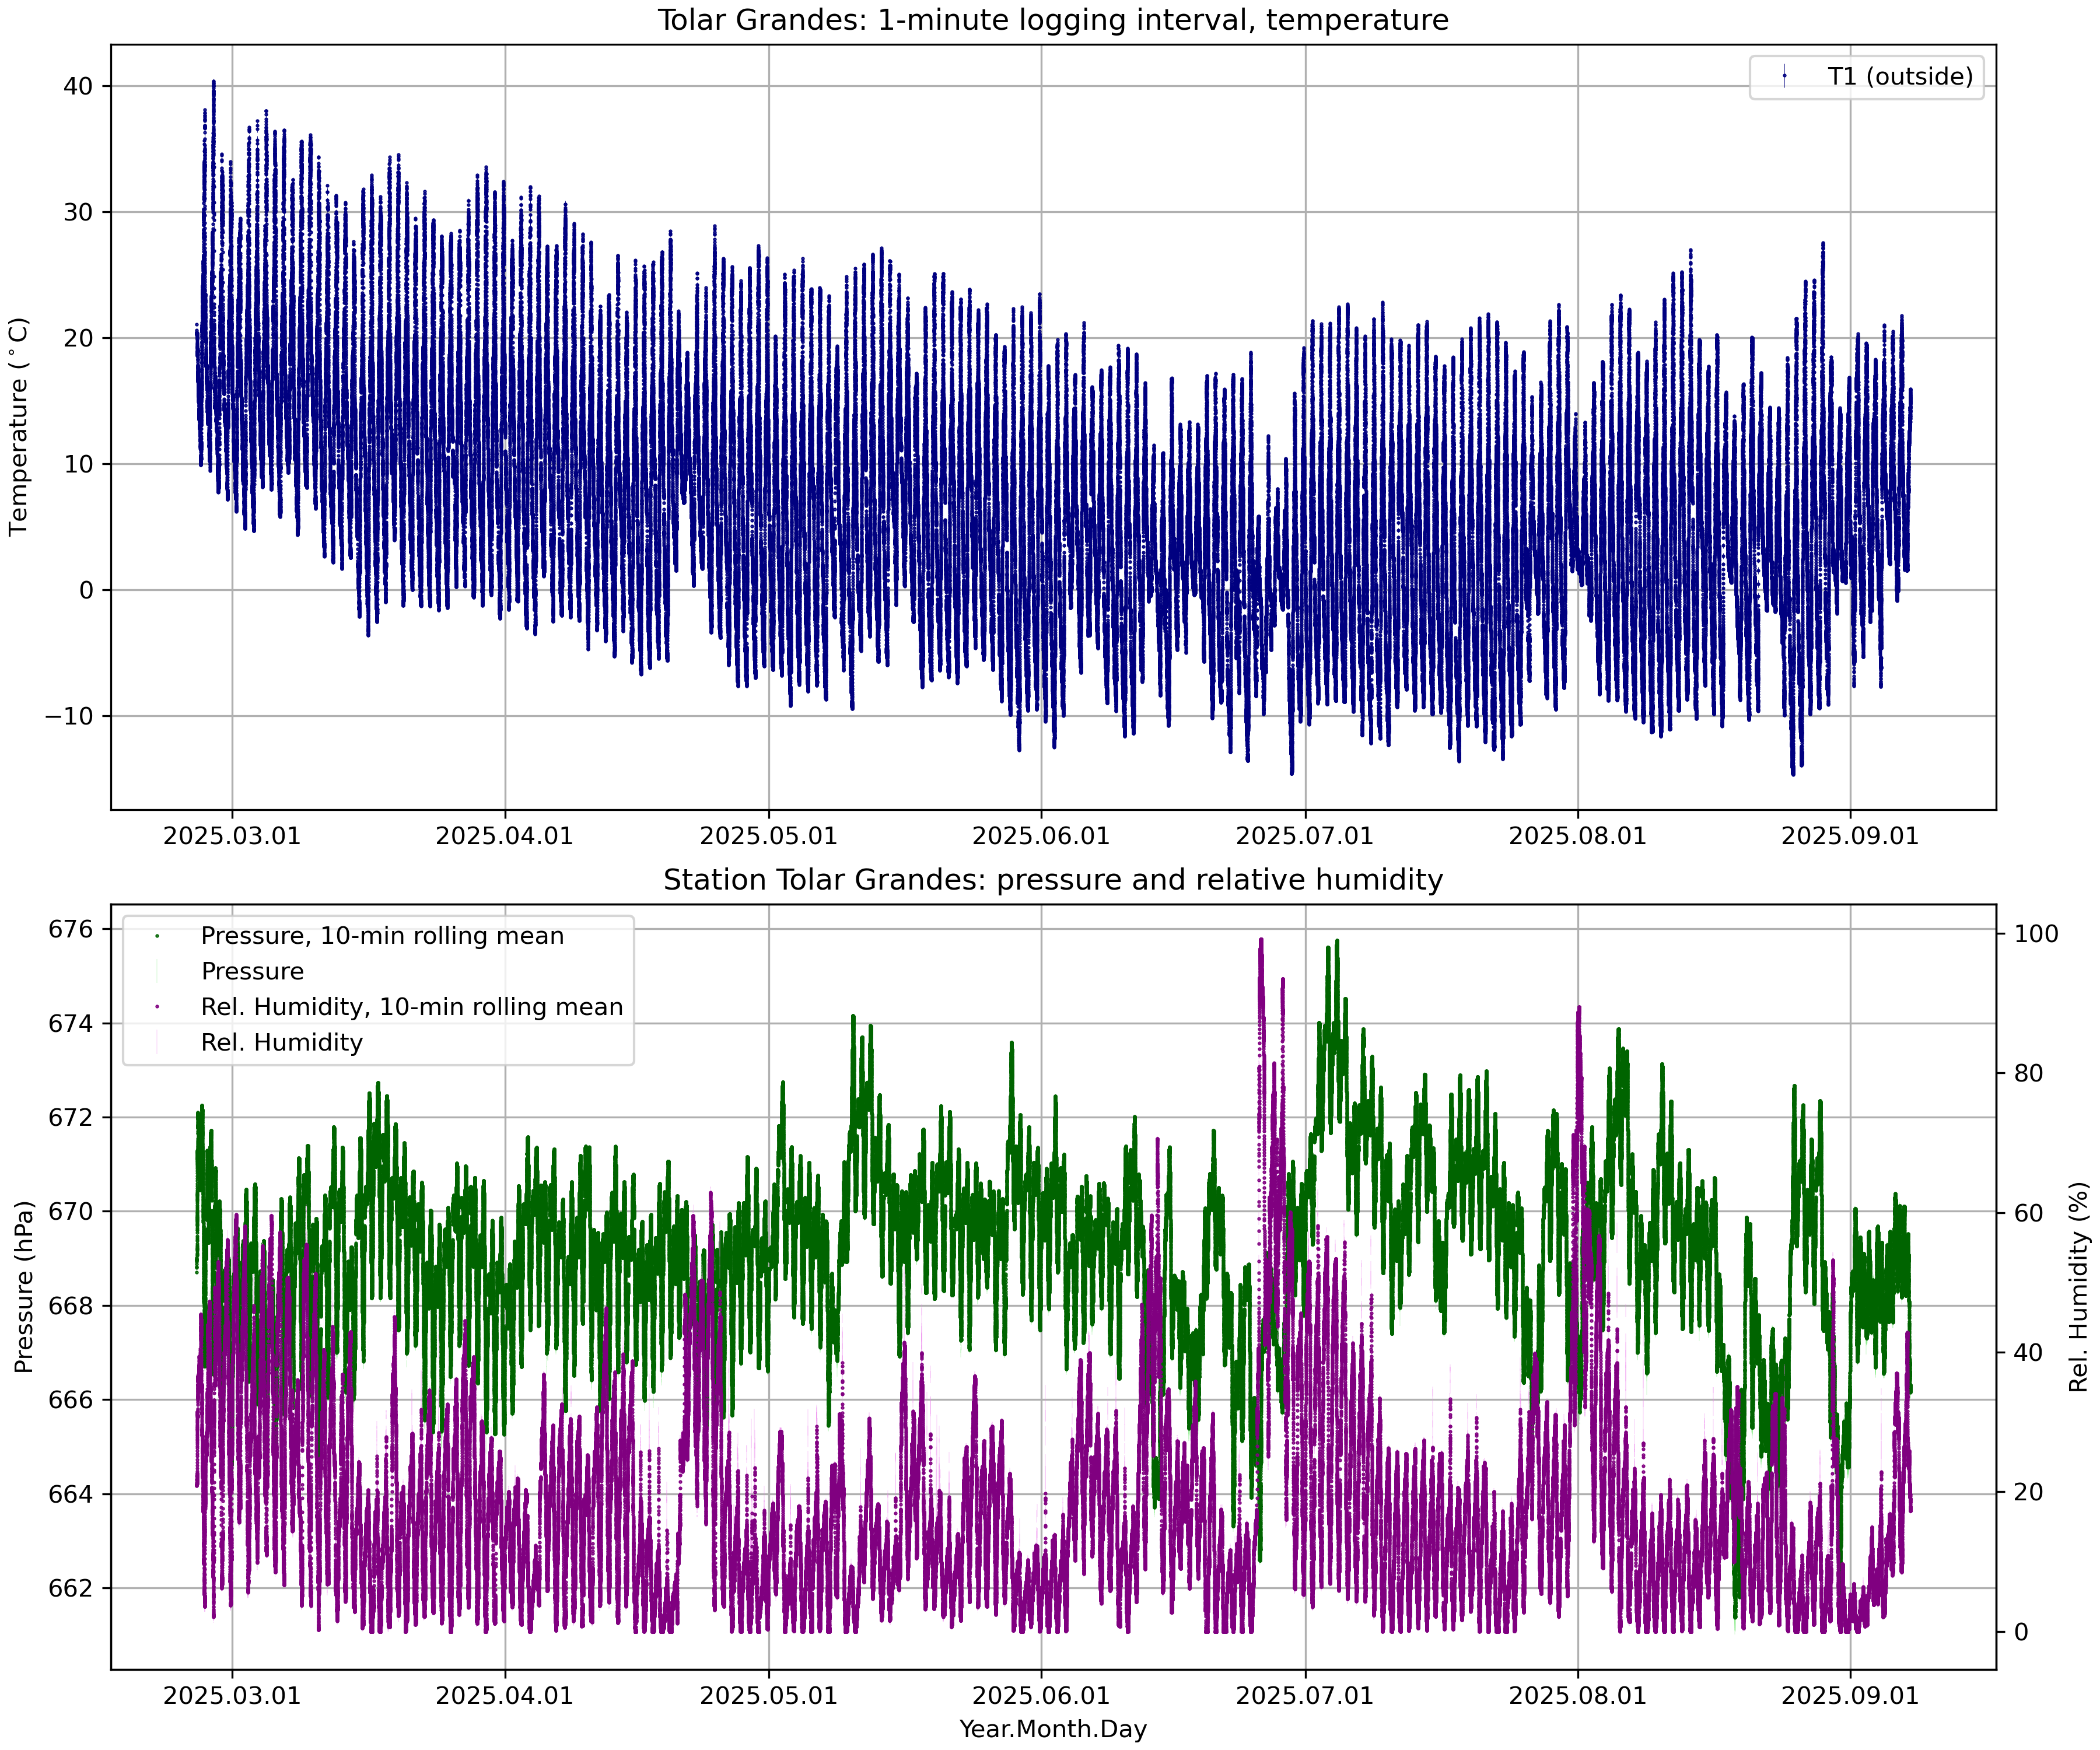 Tolar Grandes: 1-minute logging interval, temperature
T1 (outside)
Temperature (°C)
40
30
20
10
0
−10
2025.03.01 2025.04.01 2025.05.01 2025.06.01 2025.07.01 2025.08.01 2025.09.01
Station Tolar Grandes: pressure and relative humidity
Pressure, 10-min rolling mean
Pressure
Rel. Humidity, 10-min rolling mean
Rel. Humidity
Pressure (hPa)
676
674
672
670
668
666
664
662
100
80
60
40
20
0
Rel. Humidity (%)
2025.03.01 2025.04.01 2025.05.01 2025.06.01 2025.07.01 2025.08.01 2025.09.01
Year.Month.Day